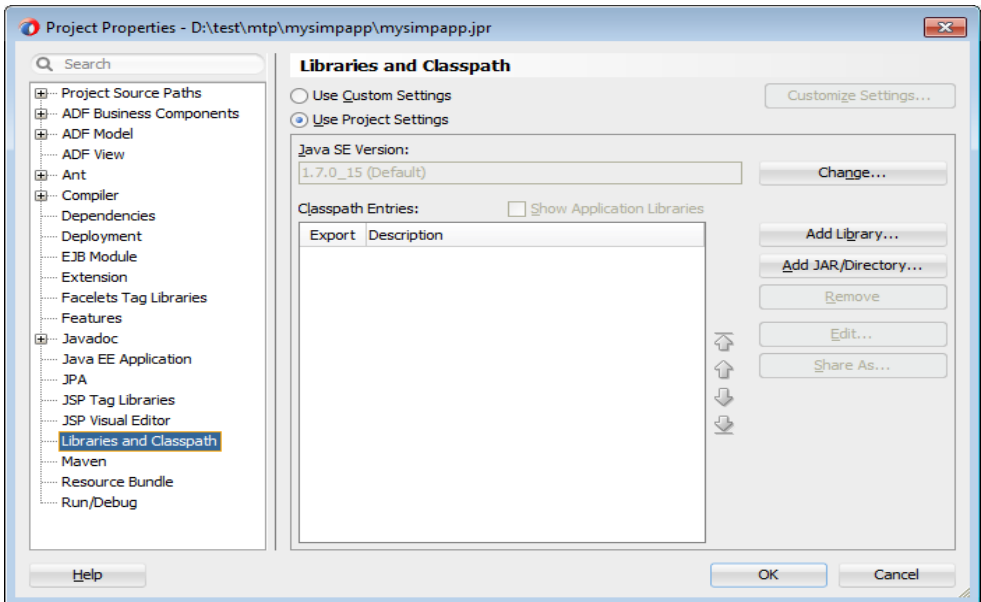 Project Properties - D:\test\mtp\mysimpapp\mysimpapp.jpr
Search
Project Source Paths
ADF Business Components
ADF Model
ADF View
Ant
Compiler
Dependencies
Deployment
EJB Module
Extension
Facelets Tag Libraries
Features
Javadoc
Java EE Application
JPA
JSP Tag Libraries
JSP Visual Editor
Libraries and Classpath
Maven
Resource Bundle
Run/Debug
Libraries and Classpath
Use Custom Settings
Customize Settings...
Use Project Settings
Java SE Version:
1.7.0_15 (Default)
Change...
Classpath Entries:
Show Application Libraries
Export Description
Add Library...
Add JAR/Directory...
Remove
Edit...
Share As...
Help
OK
Cancel